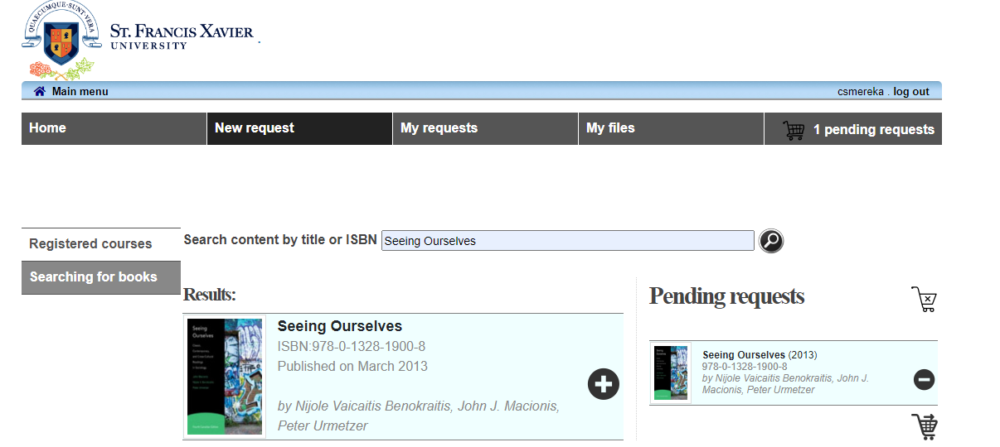 QUAECUMQUE·SUNT·VERA
ST. FRANCIS XAVIER
UNIVERSITY
Main menu
csmereka . log out
Home
New request
My requests
My files
1 pending requests
Registered courses
Searching for books
Search content by title or ISBN
Seeing Ourselves
Results:
Seeing
Ourselves
Seeing Ourselves
ISBN:978-0-1328-1900-8
Published on March 2013
by Nijole Vaicaitis Benokraitis, John J. Macionis,
Peter Urmetzer
Pending requests
Seeing Ourselves (2013)
978-0-1328-1900-8
by Nijole Vaicaitis Benokraitis, John J.
Macionis, Peter Urmetzer